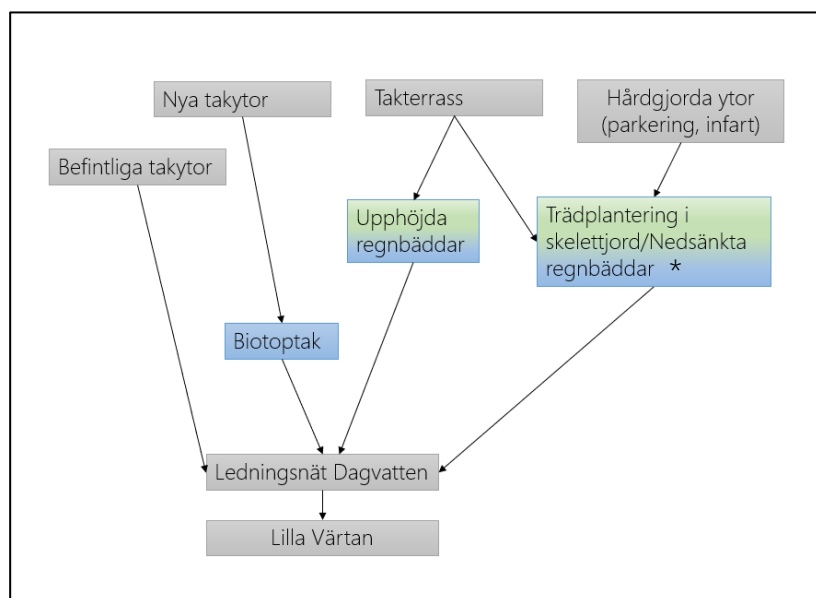 Nya takytor
Takterrass
Hårdgjorda ytor
(parkering, infart)
Befintliga takytor
Upphöjda
regnbäddar
Trädplantering i
skelettjord/Nedsänkta
regnbäddar *
Biotoptak
Ledningsnät Dagvatten
Lilla Värtan